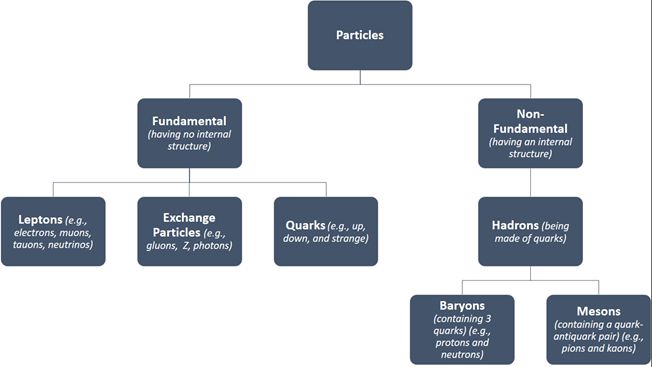 Particles
Fundamental
(having no internal
structure)
Non-
Fundamental
(having an internal
structure)
Leptons (e.g.,
electrons, muons,
tauons, neutrinos)
Exchange
Particles (e.g.,
gluons, Z, photons)
Quarks (e.g., up,
down, and strange)
Hadrons (being
made of quarks)
Baryons
(containing 3
quarks) (e.g.,
protons and
neutrons)
Mesons
(containing a quark-
antiquark pair) (e.g.,
pions and kaons)